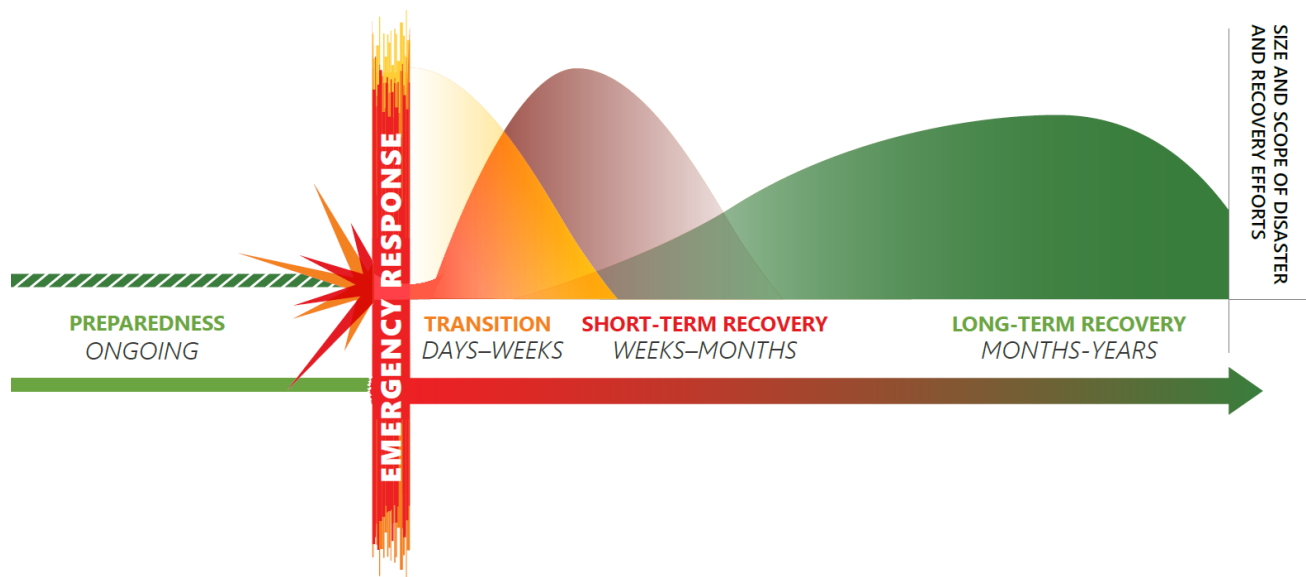 PREPAREDNESS
ONGOING
EMERGENCY RESPONSE
TRANSITION
DAYS–WEEKS
SHORT-TERM RECOVERY
WEEKS–MONTHS
LONG-TERM RECOVERY
MONTHS-YEARS
SIZE AND SCOPE OF DISASTER
AND RECOVERY EFFORTS